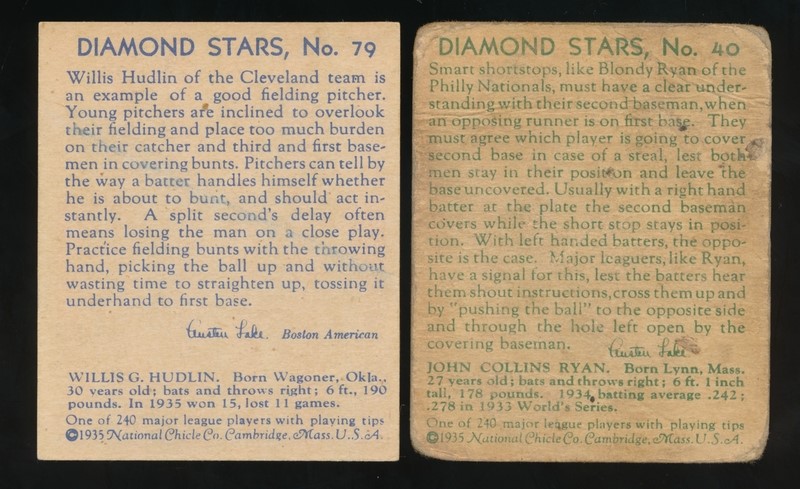 DIAMOND STARS, No. 79
Willis Hudlin of the Cleveland team is
an example of a good fielding pitcher.
Young pitchers are inclined to overlook
their fielding and place too much burden
on their catcher and third and first base-
men in covering bunts. Pitchers can tell by
the way a batter handles himself whether
he is about to bunt, and should act in-
stantly. A split second's delay often
means losing the man on a close play.
Practice fielding bunts with the throwing
hand, picking the ball up and without
wasting time to straighten up, tossing it
underhand to first base.
Austen Lake. Boston American
WILLIS G. HUDLIN. Born Wagoner, Okla.,
30 years old; bats and throws right; 6 ft., 190
pounds. In 1935 won 15, lost 11 games.
One of 240 major league players with playing tips
©1935 National Chicle Co. Cambridge, Mass. U.S.A.
DIAMOND STARS, No. 40
Smart shortstops, like Blondy Ryan of the
Philly Nationals, must have a clear under-
standing with their second baseman, when
an opposing runner is on first base. They
must agree which player is going to cover
second base in case of a steal, lest both
men stay in their position and leave the
base uncovered. Usually with a right hand
batter at the plate the second baseman
covers while the short stop stays in posi-
tion. With left handed batters, the oppo-
site is the case. Major leaguers, like Ryan,
have a signal for this, lest the batters hear
them shout instructions, cross them up and
by "pushing the ball" to the opposite side
and through the hole left open by the
covering baseman.
Austen Lake
JOHN COLLINS RYAN. Born Lynn, Mass.
27 years old; bats and throws right; 6 ft. 1 inch
tall, 178 pounds. 1934 batting average .242;
.278 in 1933 World's Series.
One of 240 major league players with playing tips
©1935 National Chicle Co. Cambridge, Mass. U.S.A.